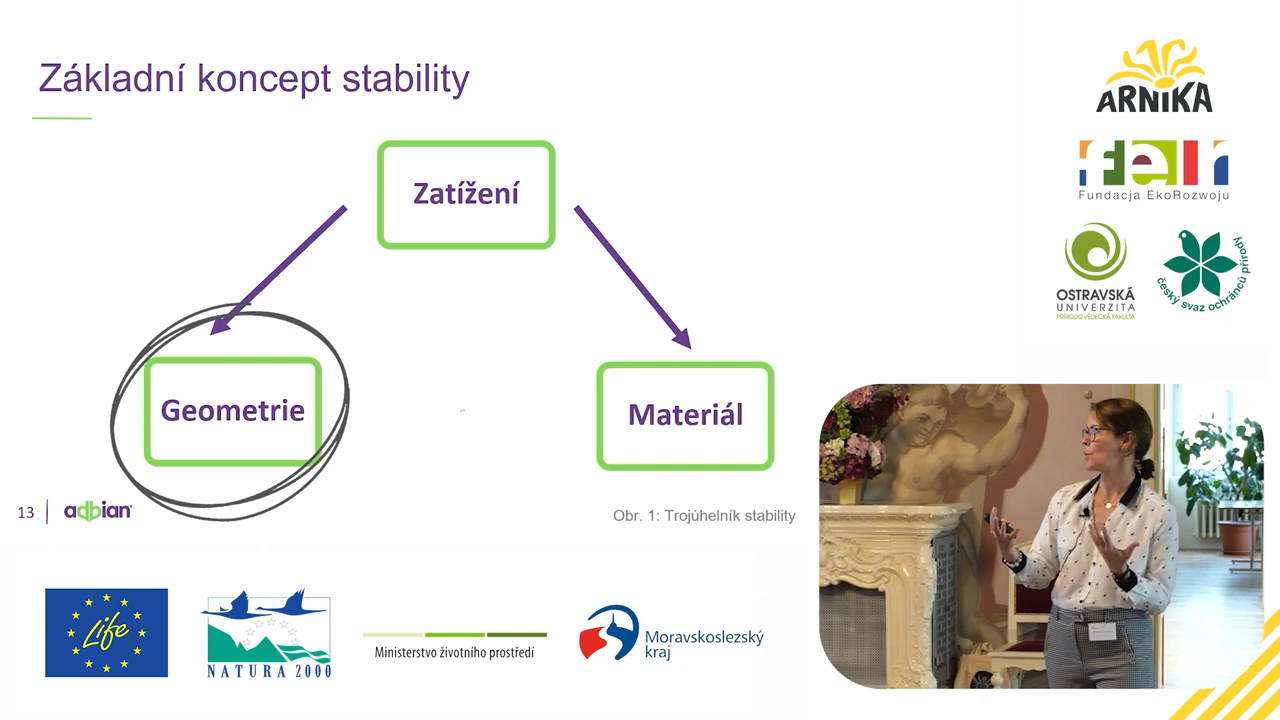 Základní koncept stability
Zatížení
Geometrie
Materiál
13
adbian
Obr. 1: Trojúhelník stability
ARNIKA
feri
Fundacja EkoRozwoju
OSTRAVSKÁ
UNIVERZITA
PŘÍRODOVĚDECKÁ FAKULTA
český svaz ochránců přírody
Life
NATURA 2000
Ministerstvo životního prostředí
Moravskoslezský
kraj